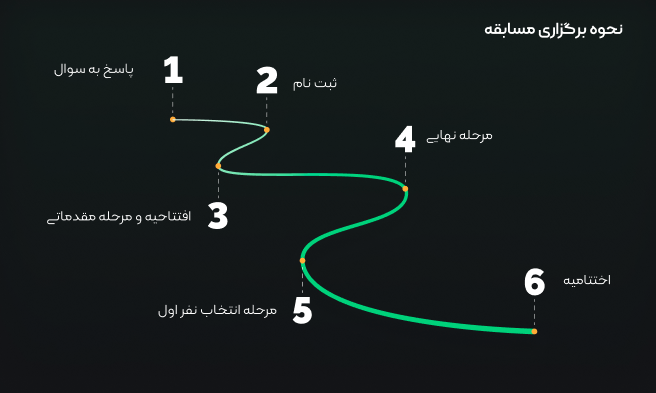 نحوه برگزاری مسابقه
1 پاسخ به سوال
2 ثبت نام
3 افتتاحیه و مرحله مقدماتی
4 مرحله نهایی
5 مرحله انتخاب نفر اول
6 اختتامیه